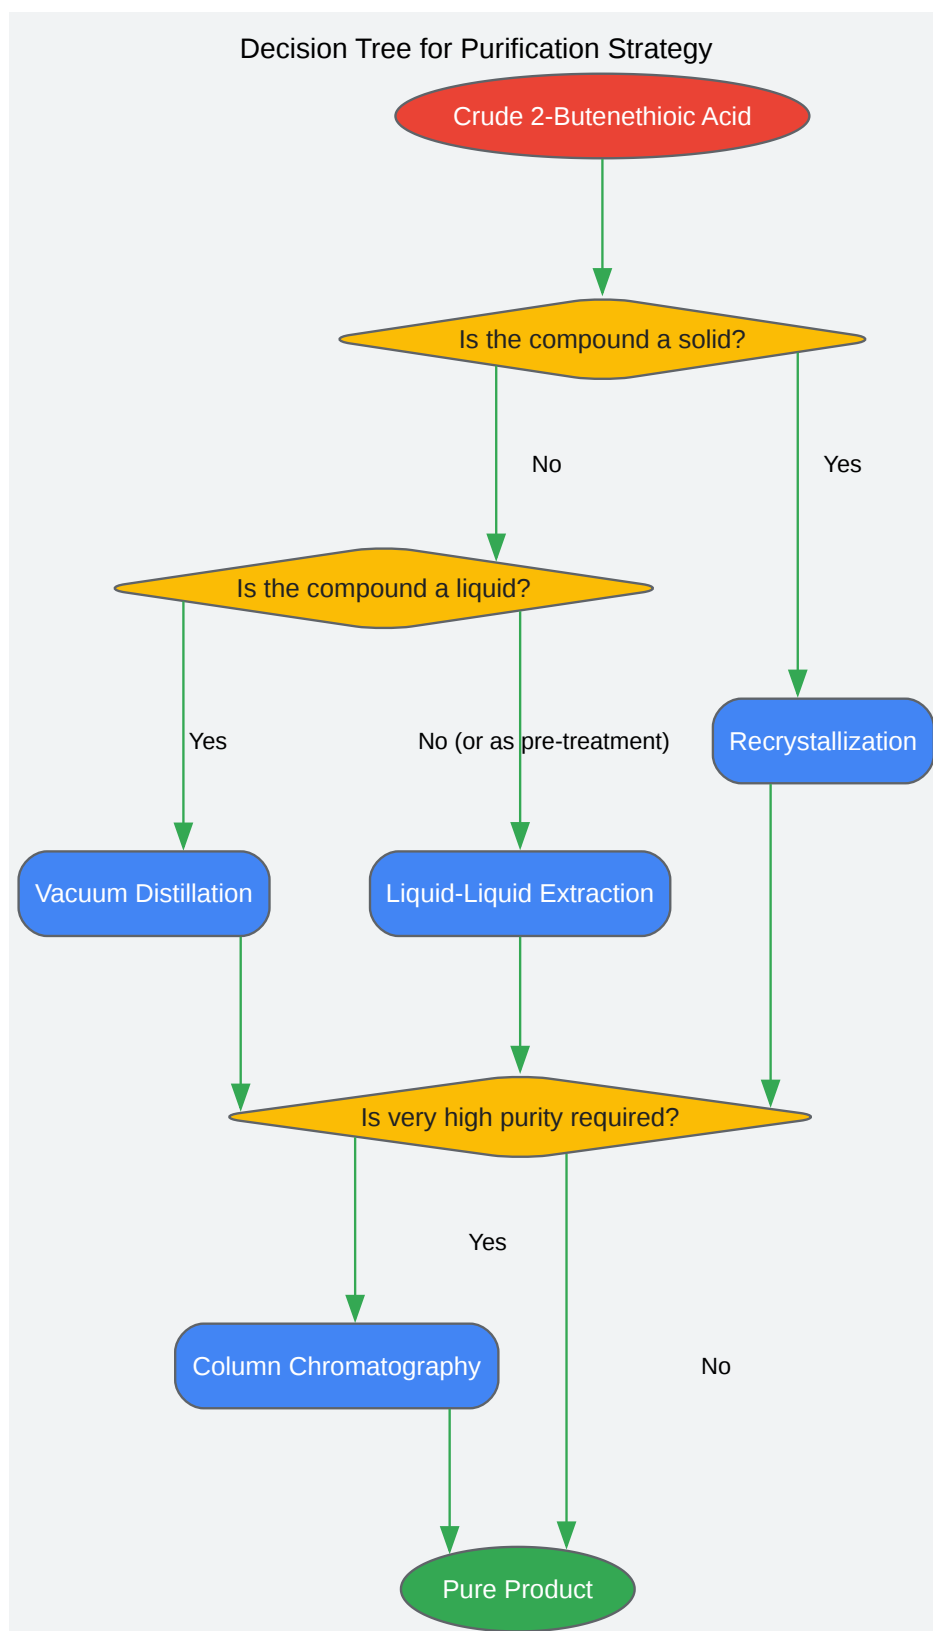 Decision Tree for Purification Strategy
Crude 2-Butenethioic Acid
Is the compound a solid?
No
Yes
Is the compound a liquid?
Yes
No (or as pre-treatment)
Recrystallization
Vacuum Distillation
Liquid-Liquid Extraction
Is very high purity required?
Yes
Column Chromatography
No
Pure Product